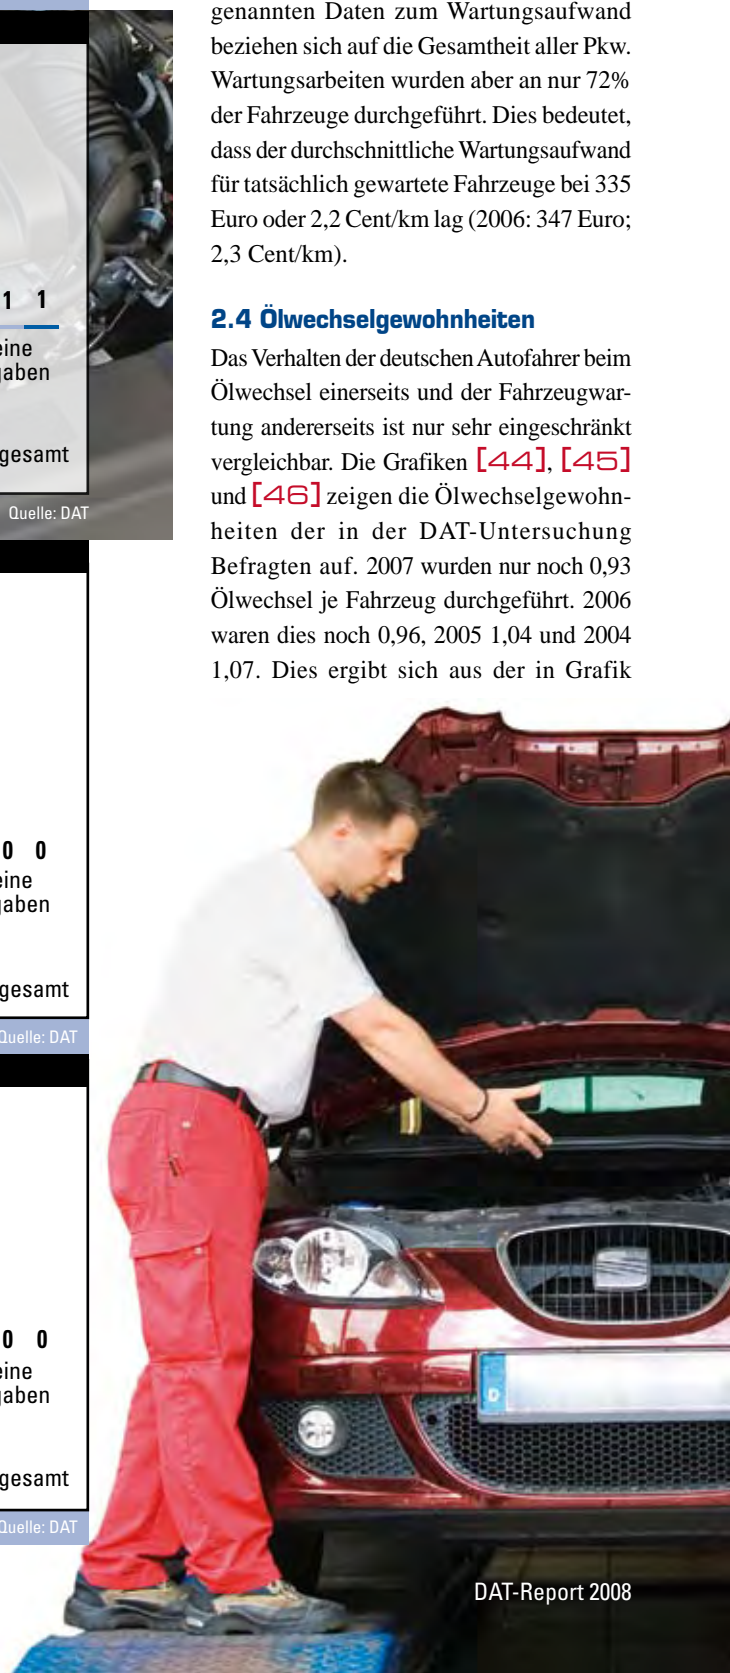 genannten Daten zum Wartungsaufwand
beziehen sich auf die Gesamtheit aller Pkw.
Wartungsarbeiten wurden aber an nur 72%
der Fahrzeuge durchgeführt. Dies bedeutet,
dass der durchschnittliche Wartungsaufwand
für tatsächlich gewartete Fahrzeuge bei 335
Euro oder 2,2 Cent/km lag (2006: 347 Euro;
2,3 Cent/km).
2.4 Ölwechselgewohnheiten
Das Verhalten der deutschen Autofahrer beim
Ölwechsel einerseits und der Fahrzeugwar-
tung andererseits ist nur sehr eingeschränkt
vergleichbar. Die Grafiken [44], [45]
und [46] zeigen die Ölwechselgewohn-
heiten der in der DAT-Untersuchung
Befragten auf. 2007 wurden nur noch 0,93
Ölwechsel je Fahrzeug durchgeführt. 2006
waren dies noch 0,96, 2005 1,04 und 2004
1,07. Dies ergibt sich aus der in Grafik
1 1
eine
gaben
gesamt
Quelle: DAT
0 0
eine
gaben
gesamt
Quelle: DAT
0 0
eine
gaben
gesamt
Quelle: DAT
D
DAT-Report 2008